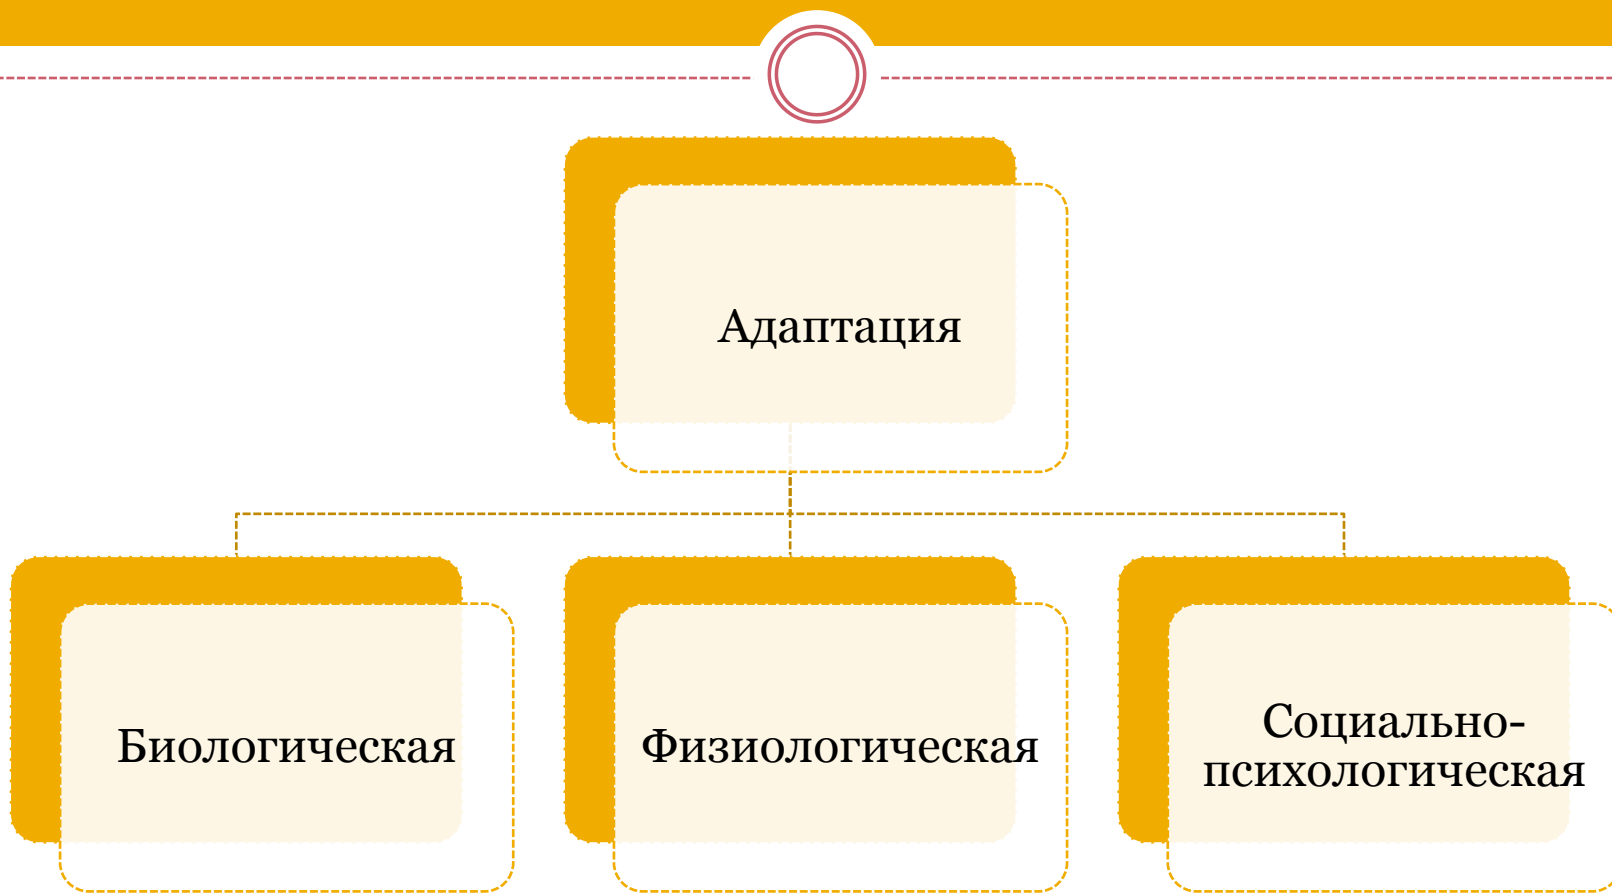 Адаптация
Биологическая
Физиологическая
Социально-
психологическая